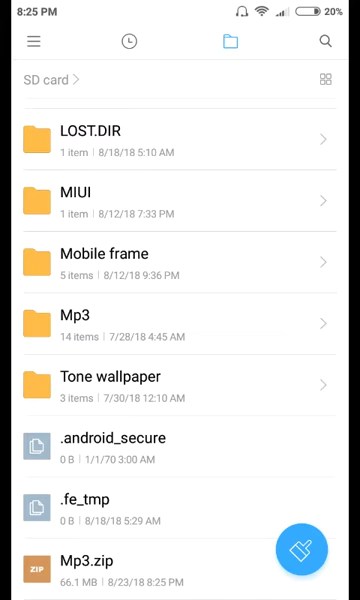 8:25 PM 20%
SD card
LOST.DIR
1 item | 8/18/18 5:10 AM
MIUI
1 item | 8/12/18 7:33 PM
Mobile frame
5 items | 8/12/18 9:36 PM
Mp3
14 items | 7/28/18 4:45 AM
Tone wallpaper
3 items | 7/30/18 12:10 AM
.android_secure
0 B | 1/1/70 3:00 AM
.fe_tmp
0 B | 8/18/18 5:29 AM
Mp3.zip
ZIP
66.1 MB | 8/23/18 8:25 PM